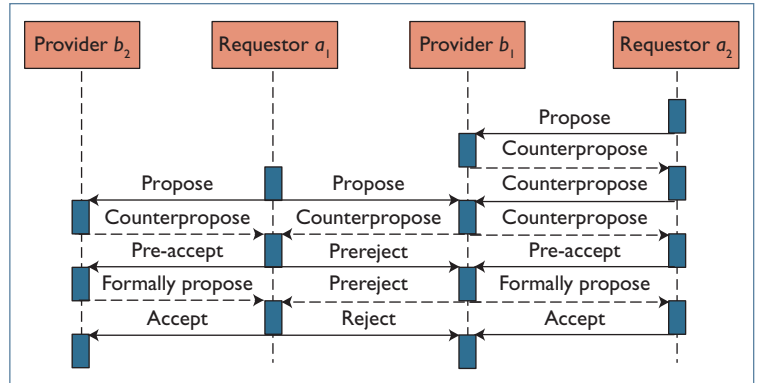 Provider b₂ Requestor a₁ Provider b₁ Requestor a₂
Propose
Counterpropose
Propose Propose Counterpropose
Counterpropose Counterpropose Counterpropose
Pre-accept Prereject Pre-accept
Formally propose Prereject Formally propose
Accept Reject Accept